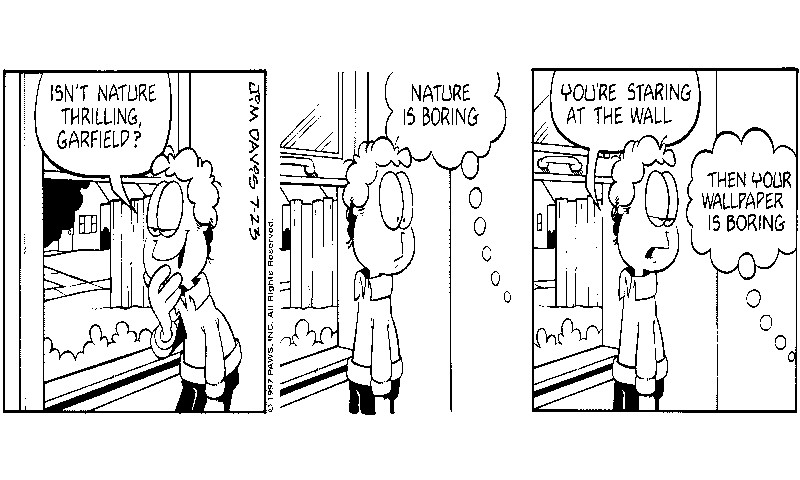 ISN'T NATURE
THRILLING,
GARFIELD?
JIM DAVIS 7-23
© 1997 PAWS, INC. All Rights Reserved.
NATURE
IS BORING
YOU'RE STARING
AT THE WALL
THEN YOUR
WALLPAPER
IS BORING